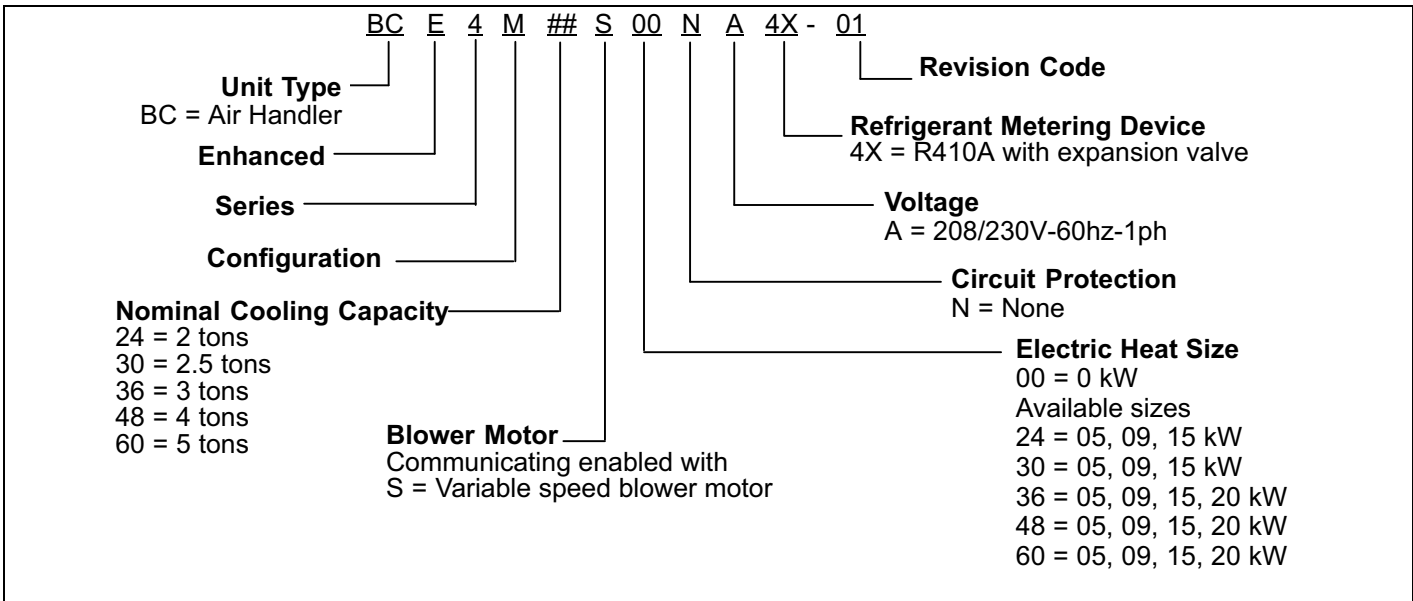 BC E 4 M ## S 00 N A 4X - 01
Revision Code
Unit Type
BC = Air Handler
Refrigerant Metering Device
4X = R410A with expansion valve
Enhanced
Series
Voltage
A = 208/230V-60hz-1ph
Configuration
Circuit Protection
N = None
Nominal Cooling Capacity
24 = 2 tons
30 = 2.5 tons
36 = 3 tons
48 = 4 tons
60 = 5 tons
Electric Heat Size
00 = 0 kW
Available sizes
24 = 05, 09, 15 kW
30 = 05, 09, 15 kW
36 = 05, 09, 15, 20 kW
48 = 05, 09, 15, 20 kW
60 = 05, 09, 15, 20 kW
Blower Motor
Communicating enabled with
S = Variable speed blower motor